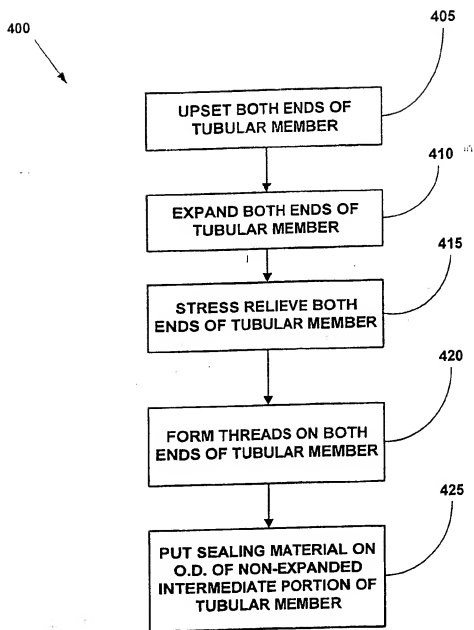 400
405
UPSET BOTH ENDS OF
TUBULAR MEMBER
410
EXPAND BOTH ENDS OF
TUBULAR MEMBER
415
STRESS RELIEVE BOTH
ENDS OF TUBULAR MEMBER
420
FORM THREADS ON BOTH
ENDS OF TUBULAR MEMBER
425
PUT SEALING MATERIAL ON
O.D. OF NON-EXPANDED
INTERMEDIATE PORTION OF
TUBULAR MEMBER